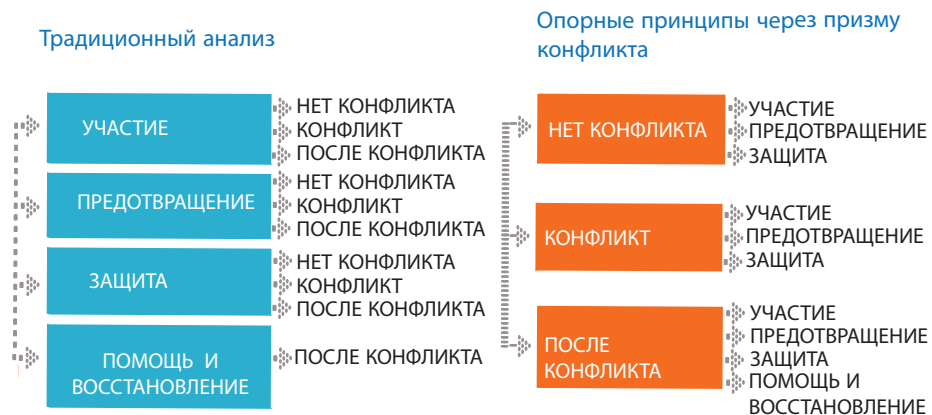 Традиционный анализ
УЧАСТИЕ
НЕТ КОНФЛИКТА
КОНФЛИКТ
ПОСЛЕ КОНФЛИКТА
ПРЕДОТВРАЩЕНИЕ
НЕТ КОНФЛИКТА
КОНФЛИКТ
ПОСЛЕ КОНФЛИКТА
ЗАЩИТА
НЕТ КОНФЛИКТА
КОНФЛИКТ
ПОСЛЕ КОНФЛИКТА
ПОМОЩЬ И
ВОССТАНОВЛЕНИЕ
ПОСЛЕ КОНФЛИКТА
Опорные принципы через призму
конфликта
НЕТ КОНФЛИКТА
УЧАСТИЕ
ПРЕДОТВРАЩЕНИЕ
ЗАЩИТА
КОНФЛИКТ
УЧАСТИЕ
ПРЕДОТВРАЩЕНИЕ
ЗАЩИТА
ПОСЛЕ
КОНФЛИКТА
УЧАСТИЕ
ПРЕДОТВРАЩЕНИЕ
ЗАЩИТА
ПОМОЩЬ И
ВОССТАНОВЛЕНИЕ